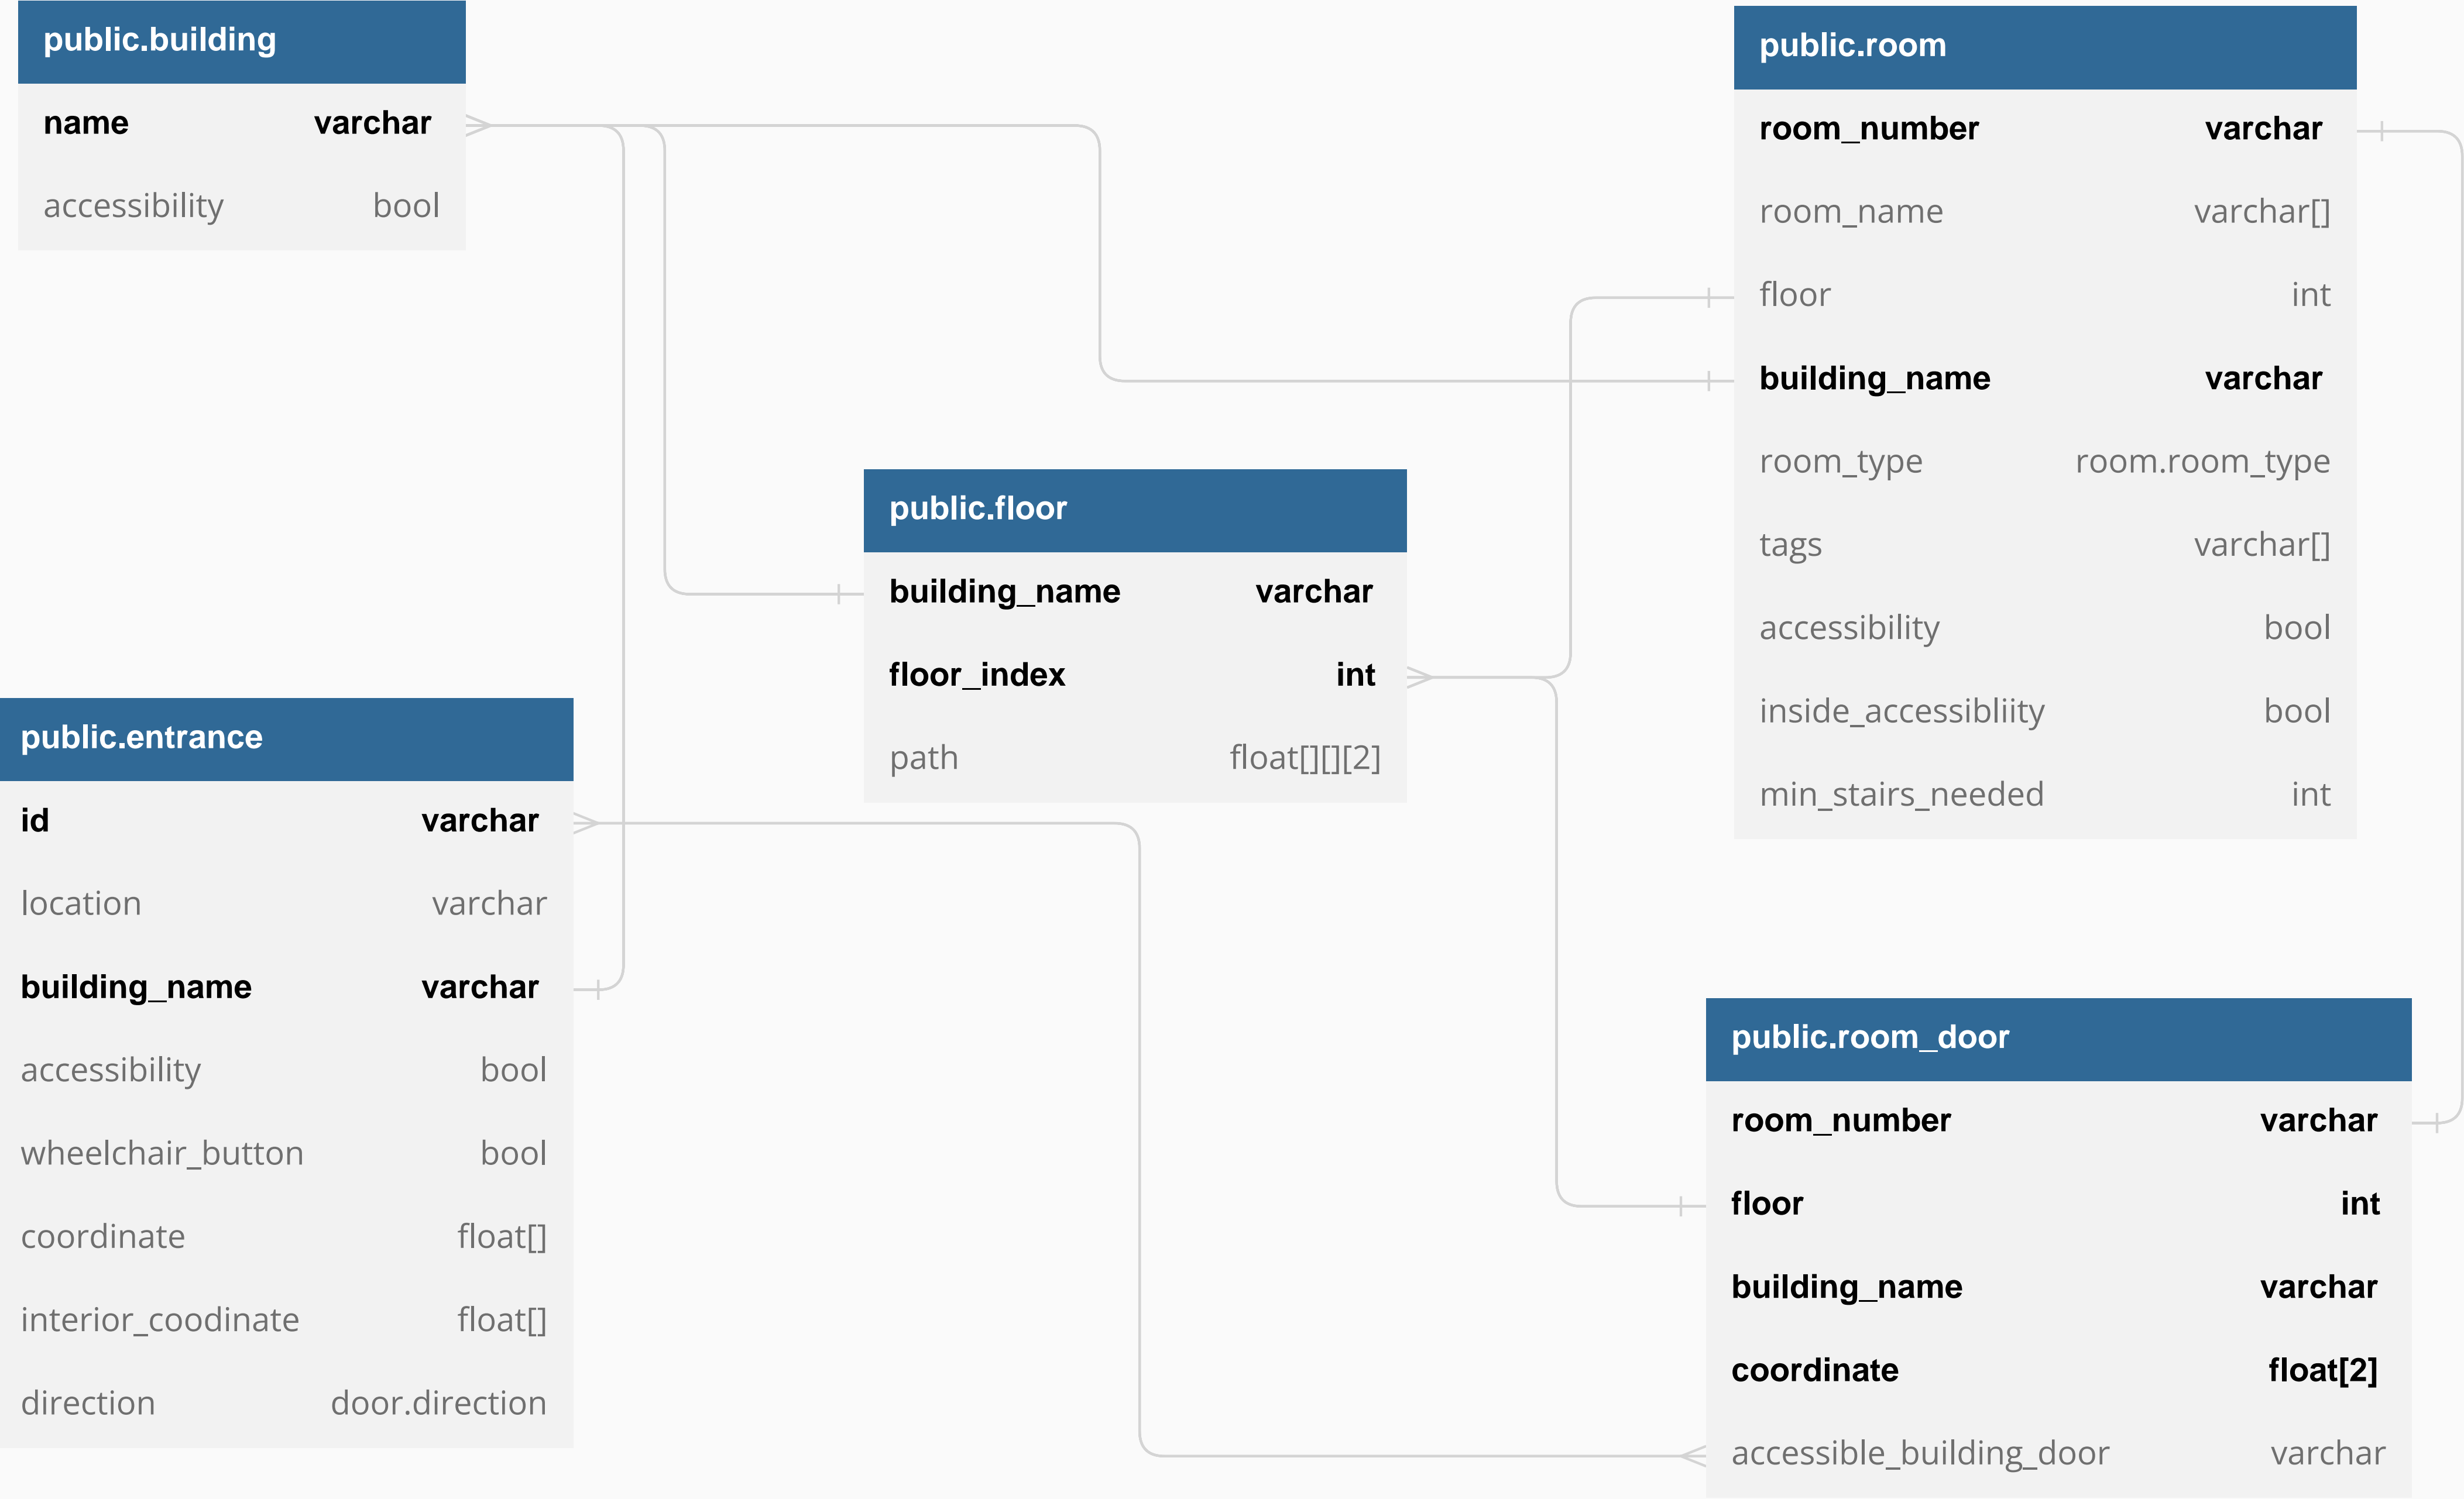 public.building
name varchar
accessibility bool
public.room
room_number varchar
room_name varchar[]
floor int
building_name varchar
room_type room.room_type
tags varchar[]
accessibility bool
inside_accessibliity bool
min_stairs_needed int
public.floor
building_name varchar
floor_index int
path float[][][2]
public.entrance
id varchar
location varchar
building_name varchar
accessibility bool
wheelchair_button bool
coordinate float[]
interior_coodinate float[]
direction door.direction
public.room_door
room_number varchar
floor int
building_name varchar
coordinate float[2]
accessible_building_door varchar